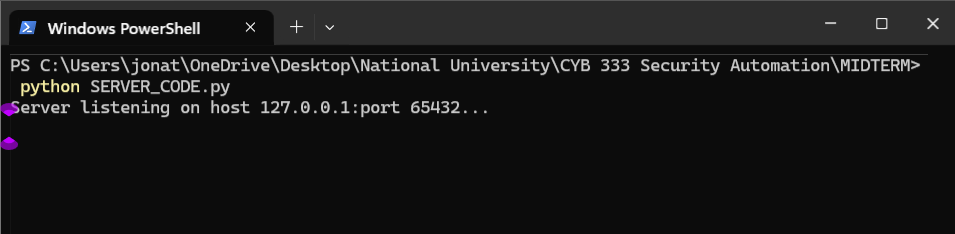 Windows PowerShell
PS C:\Users\jonat\OneDrive\Desktop\National University\CYB 333 Security Automation\MIDTERM>
python SERVER_CODE.py
Server listening on host 127.0.0.1:port 65432...